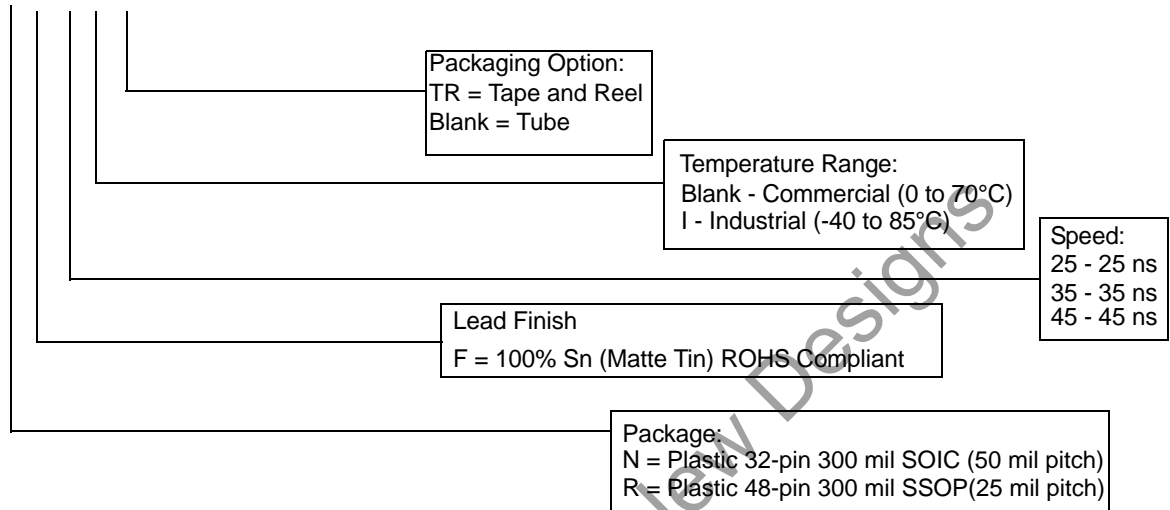 Packaging Option:
TR = Tape and Reel
Blank = Tube
Temperature Range:
Blank - Commercial (0 to 70°C)
I - Industrial (-40 to 85°C)
Speed:
25 - 25 ns
35 - 35 ns
45 - 45 ns
Lead Finish
F = 100% Sn (Matte Tin) ROHS Compliant
Package:
N = Plastic 32-pin 300 mil SOIC (50 mil pitch)
R = Plastic 48-pin 300 mil SSOP(25 mil pitch)
New Designs